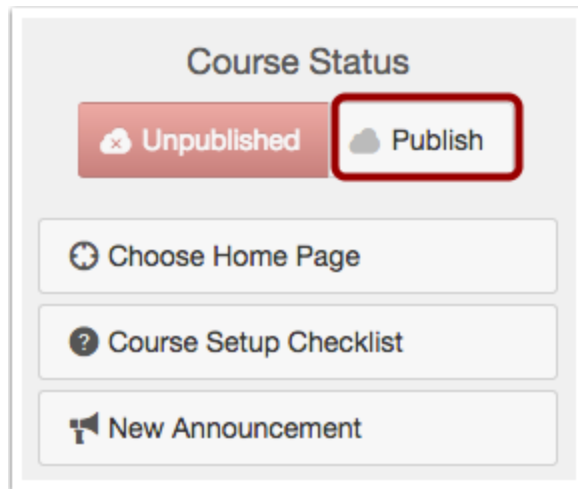 Course Status
Unpublished Publish
Choose Home Page
Course Setup Checklist
New Announcement